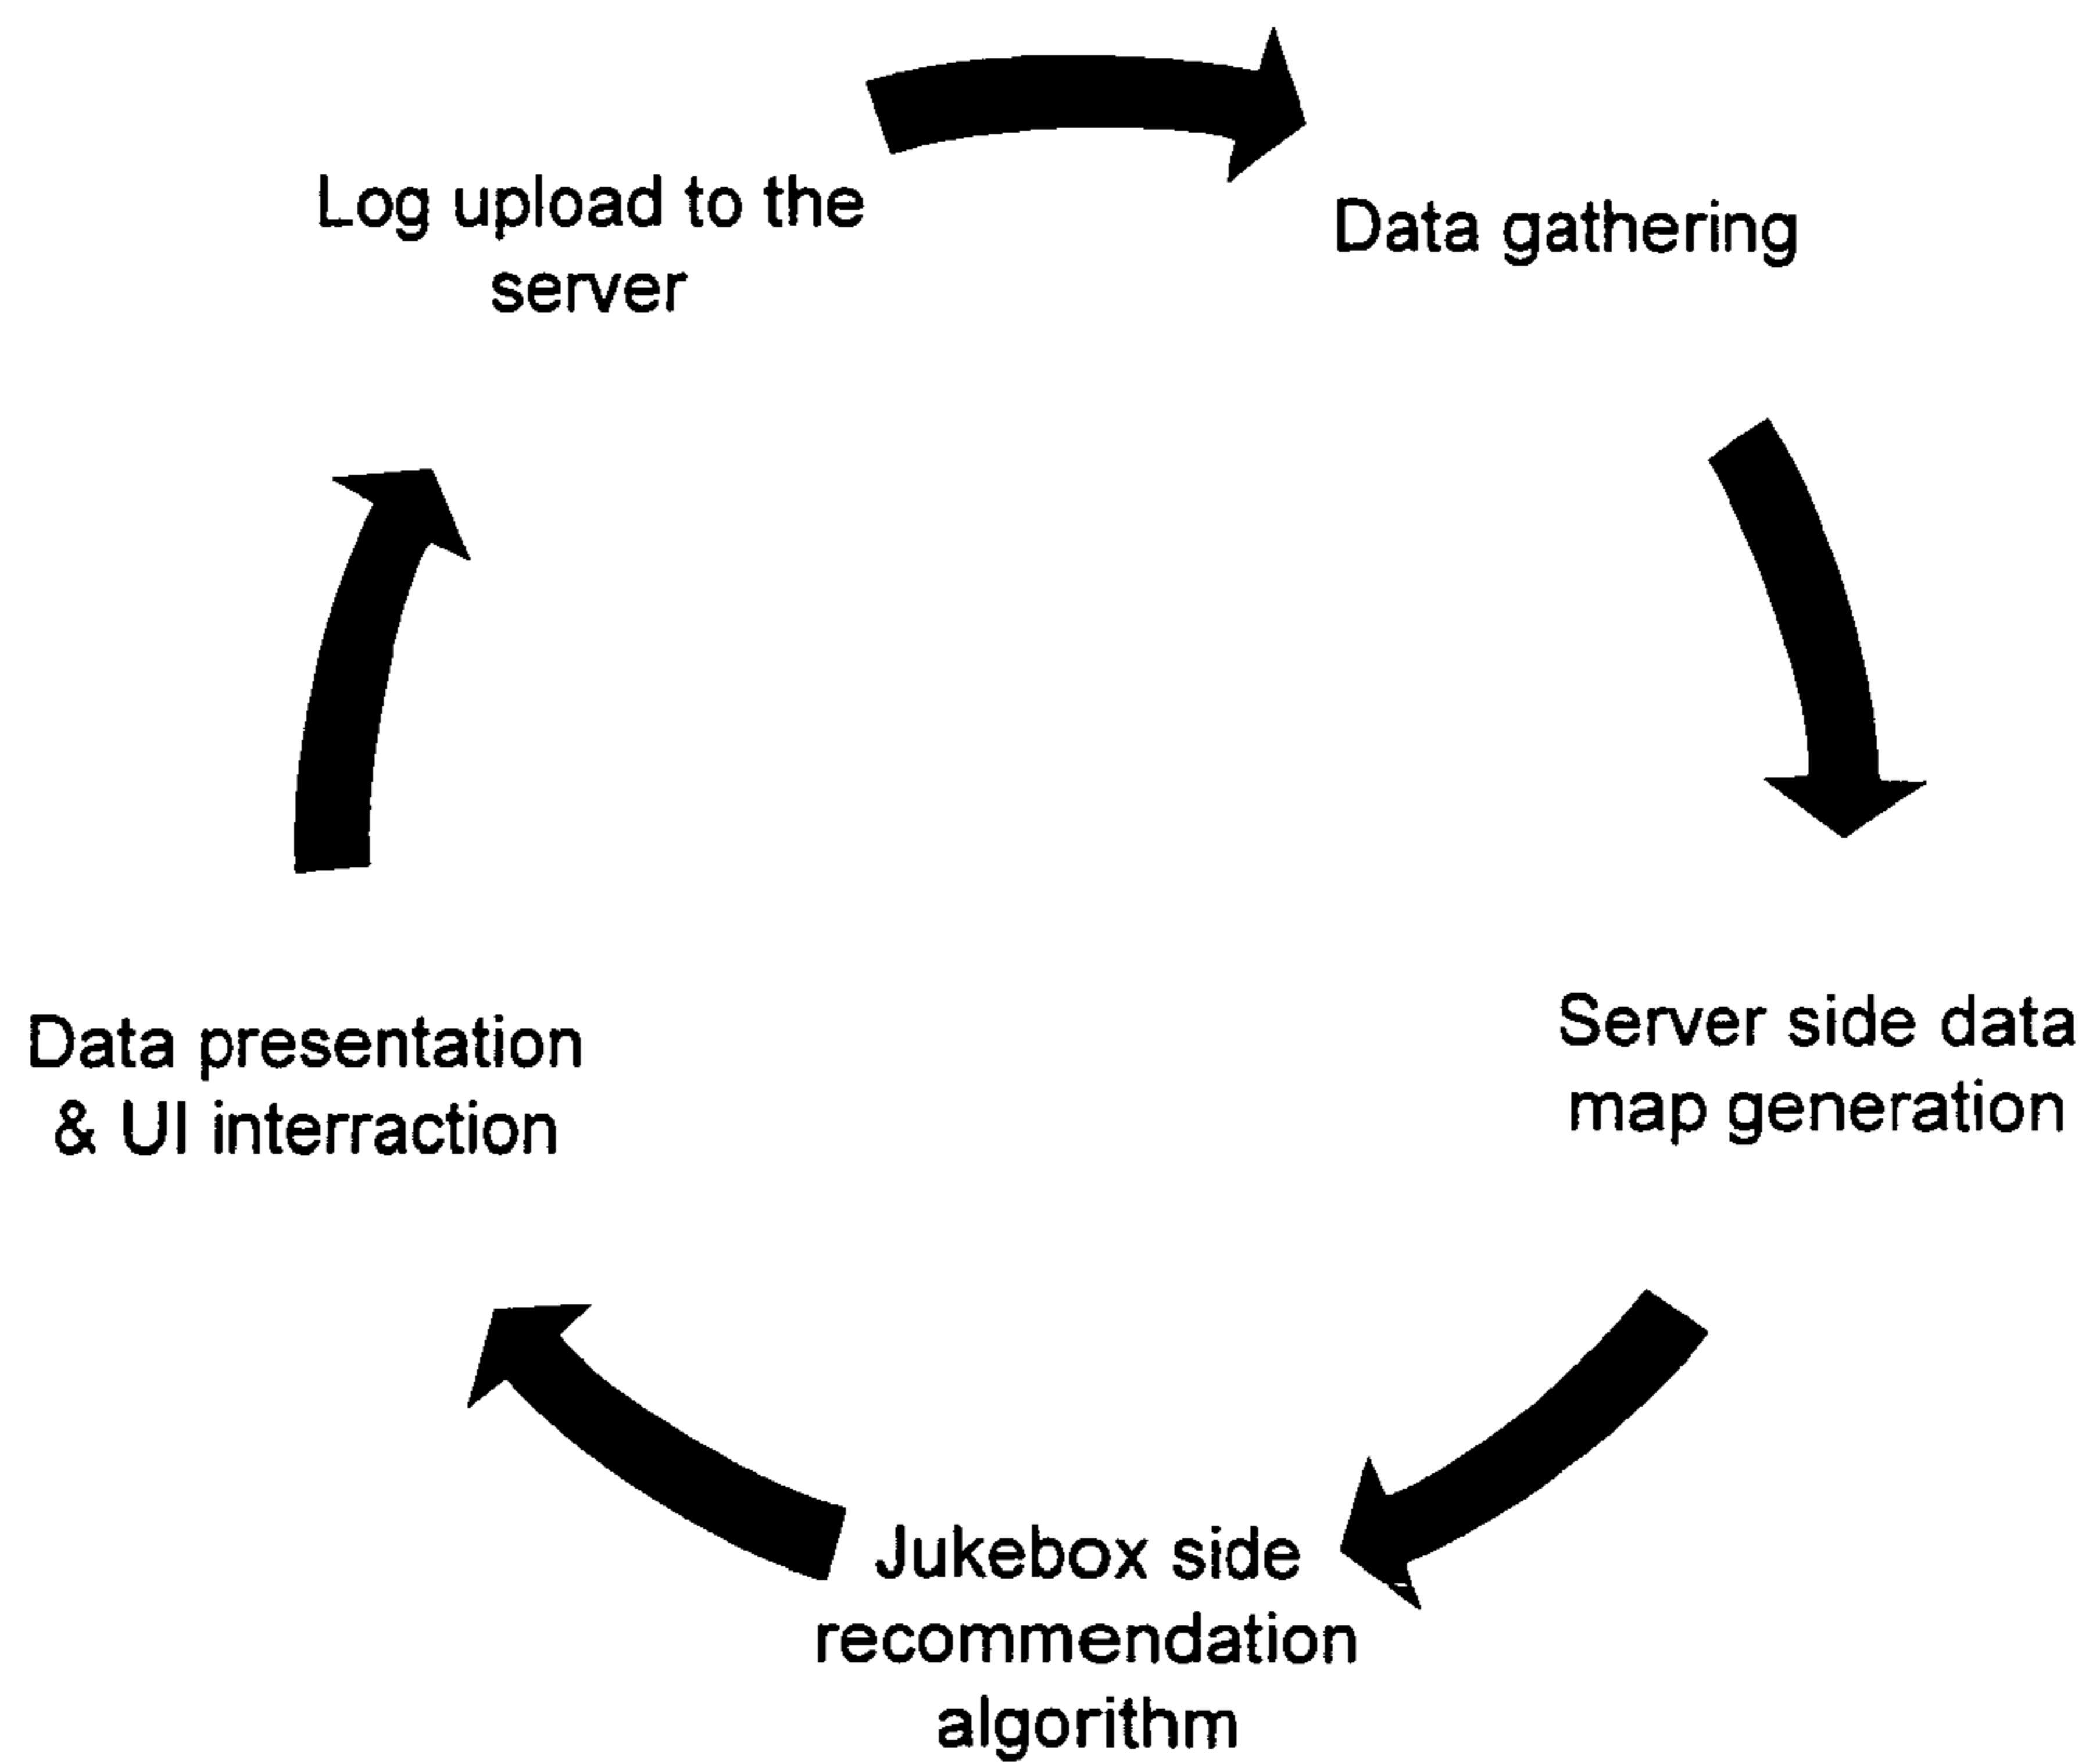 Log upload to the
server
Data gathering
Server side data
map generation
Jukebox side
recommendation
algorithm
Data presentation
& UI interraction